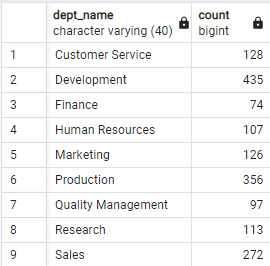 dept_name count
character varying (40) bigint
1 Customer Service 128
2 Development 435
3 Finance 74
4 Human Resources 107
5 Marketing 126
6 Production 356
7 Quality Management 97
8 Research 113
9 Sales 272